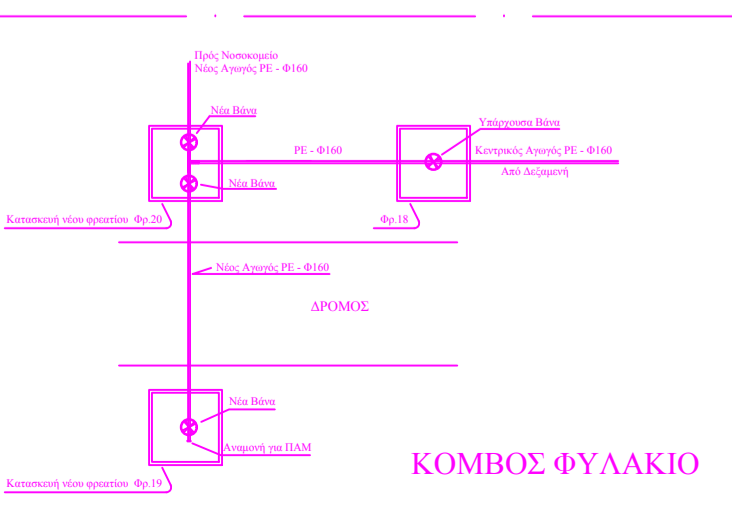 Πρός Νοσοκομείο
Νέος Αγωγός PE - Φ160
Νέα Βάνα
Υπάρχουσα Βάνα
PE - Φ160
Κεντρικός Αγωγός PE - Φ160
Από Δεξαμενή
Νέα Βάνα
Κατασκευή νέου φρεατίου Φρ.20
Φρ.18
Νέος Αγωγός PE - Φ160
ΔΡΟΜΟΣ
Νέα Βάνα
Αναμονή για ΠΑΜ
ΚΟΜΒΟΣ ΦΥΛΑΚΙΟ
Κατασκευή νέου φρεατίου Φρ.19